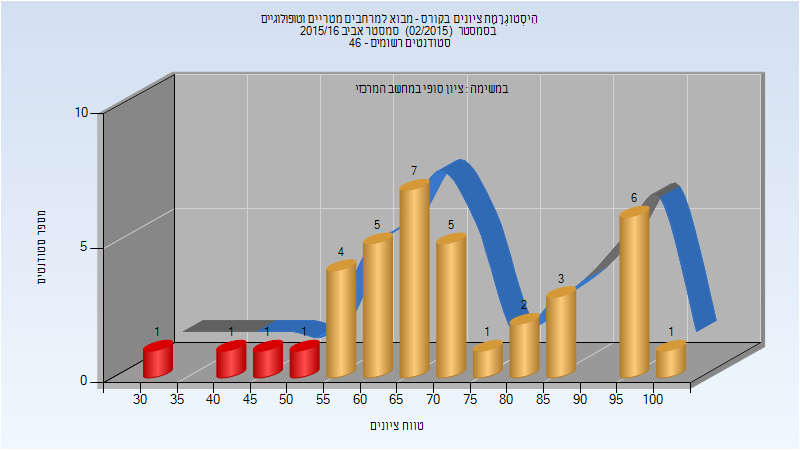 הִיסְטוֹגְרָמַת ציונים בקורס - מבוא למרחבים מטריים וטופולוגיים
בסמסטר (02/2015) סמסטר אביב 2015/16
סטודנטים רשומים - 46
במשימה : ציון סופי במחשב המרכזי
10
5
0
מספר סטודנטים
1
1
1
1
4
5
7
5
1
2
3
6
1
30 35 40 45 50 55 60 65 70 75 80 85 90 95 100
טווח ציונים